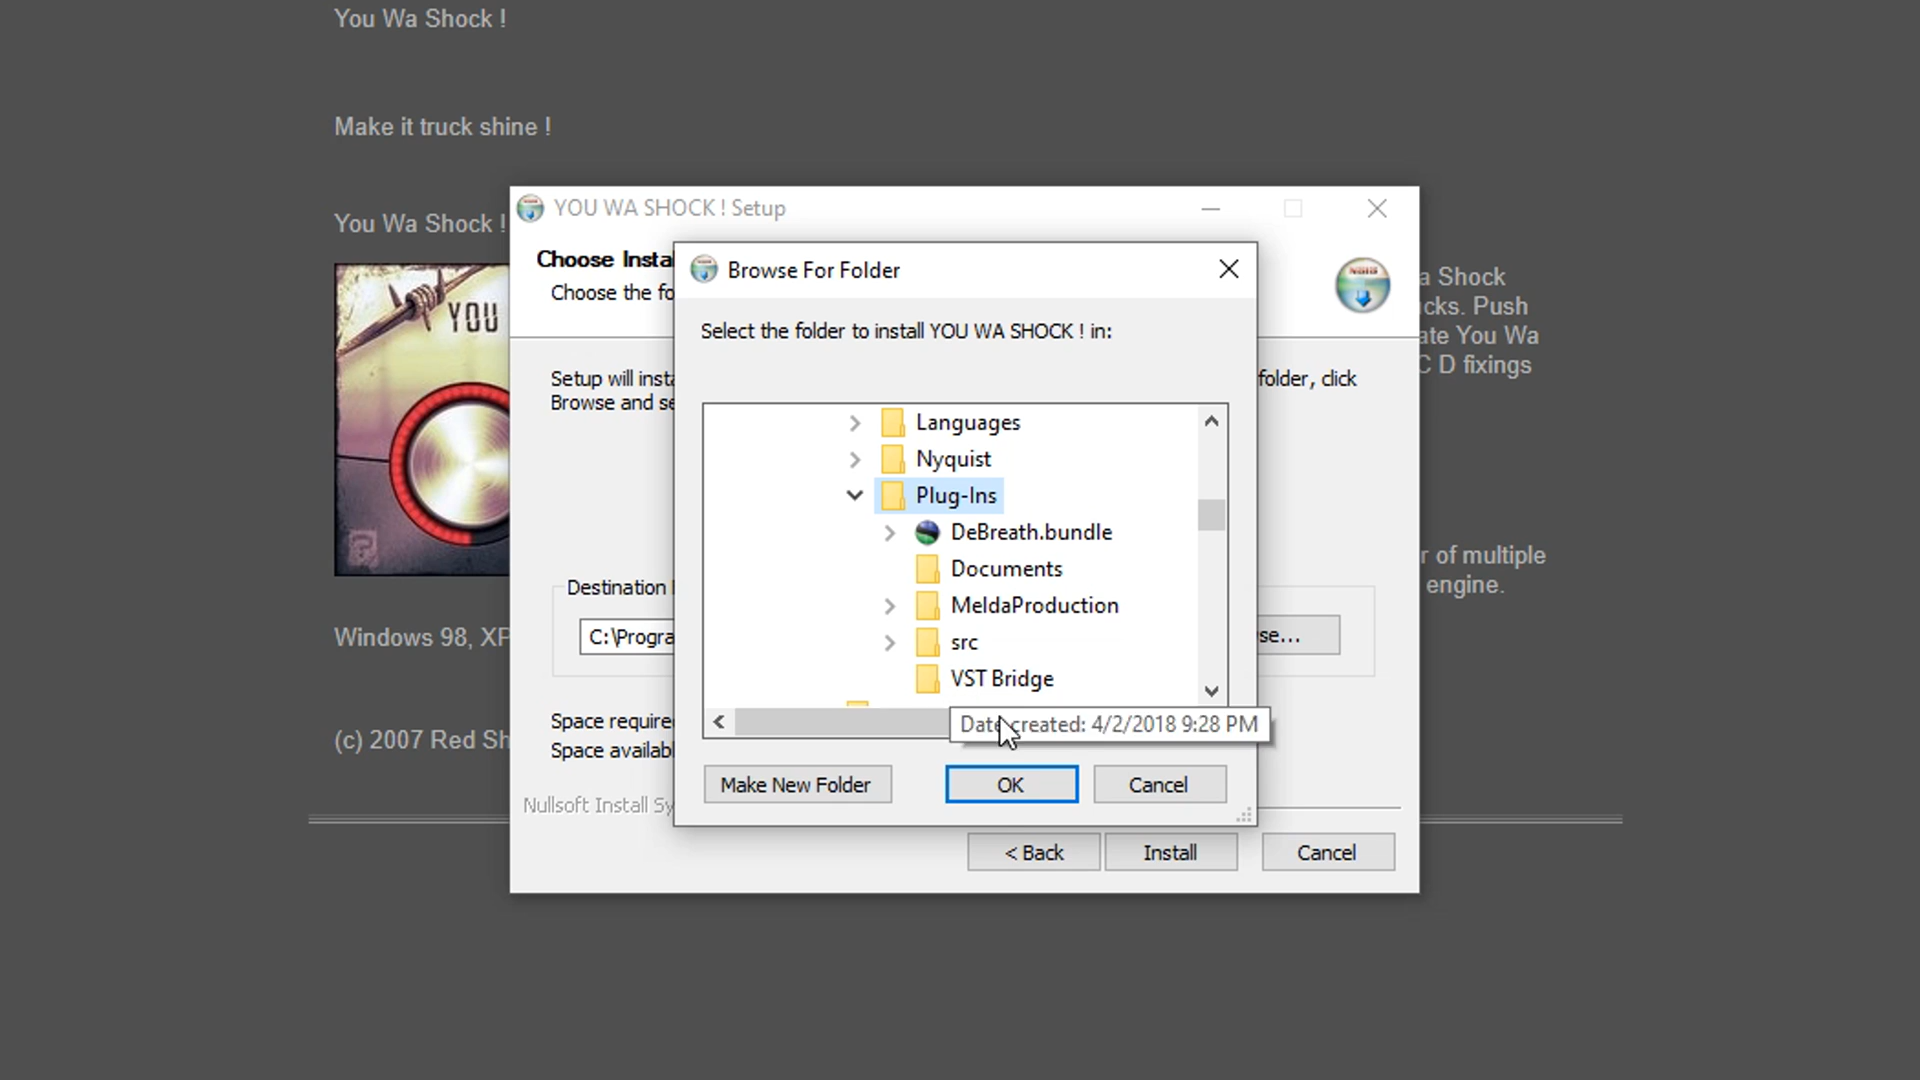 You Wa Shock !
Make it truck shine !
You Wa Shock !
YOU
a Shock
cks. Push
ate You Wa
C D fixings
r of multiple
engine.
Windows 98, XP
(c) 2007 Red Sh
YOU WA SHOCK ! Setup
Choose Instal
Choose the fo
Setup will insta
folder, click
Browse and se
Destination
C:\Progra
se...
Space require
Space availabl
Nullsoft Install Sy
< Back
Install
Cancel
Browse For Folder
Select the folder to install YOU WA SHOCK ! in:
Languages
Nyquist
Plug-Ins
DeBreath.bundle
Documents
MeldaProduction
src
VST Bridge
Date created: 4/2/2018 9:28 PM
Make New Folder
OK
Cancel